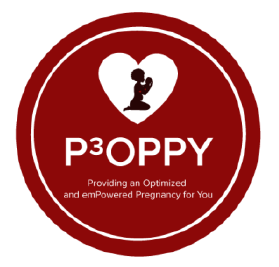 P³OPPY
Providing an Optimized
and emPowered Pregnancy for You